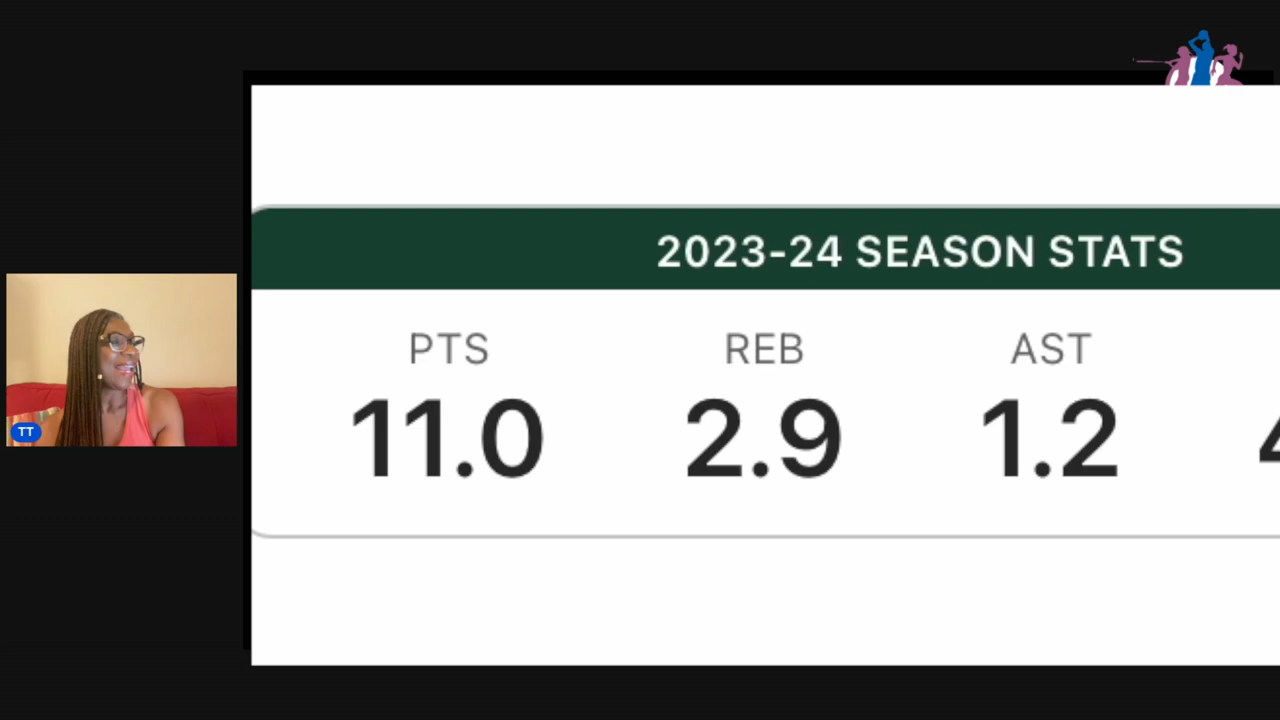 2023-24 SEASON STATS
PTS REB AST
11.0 2.9 1.2
TT